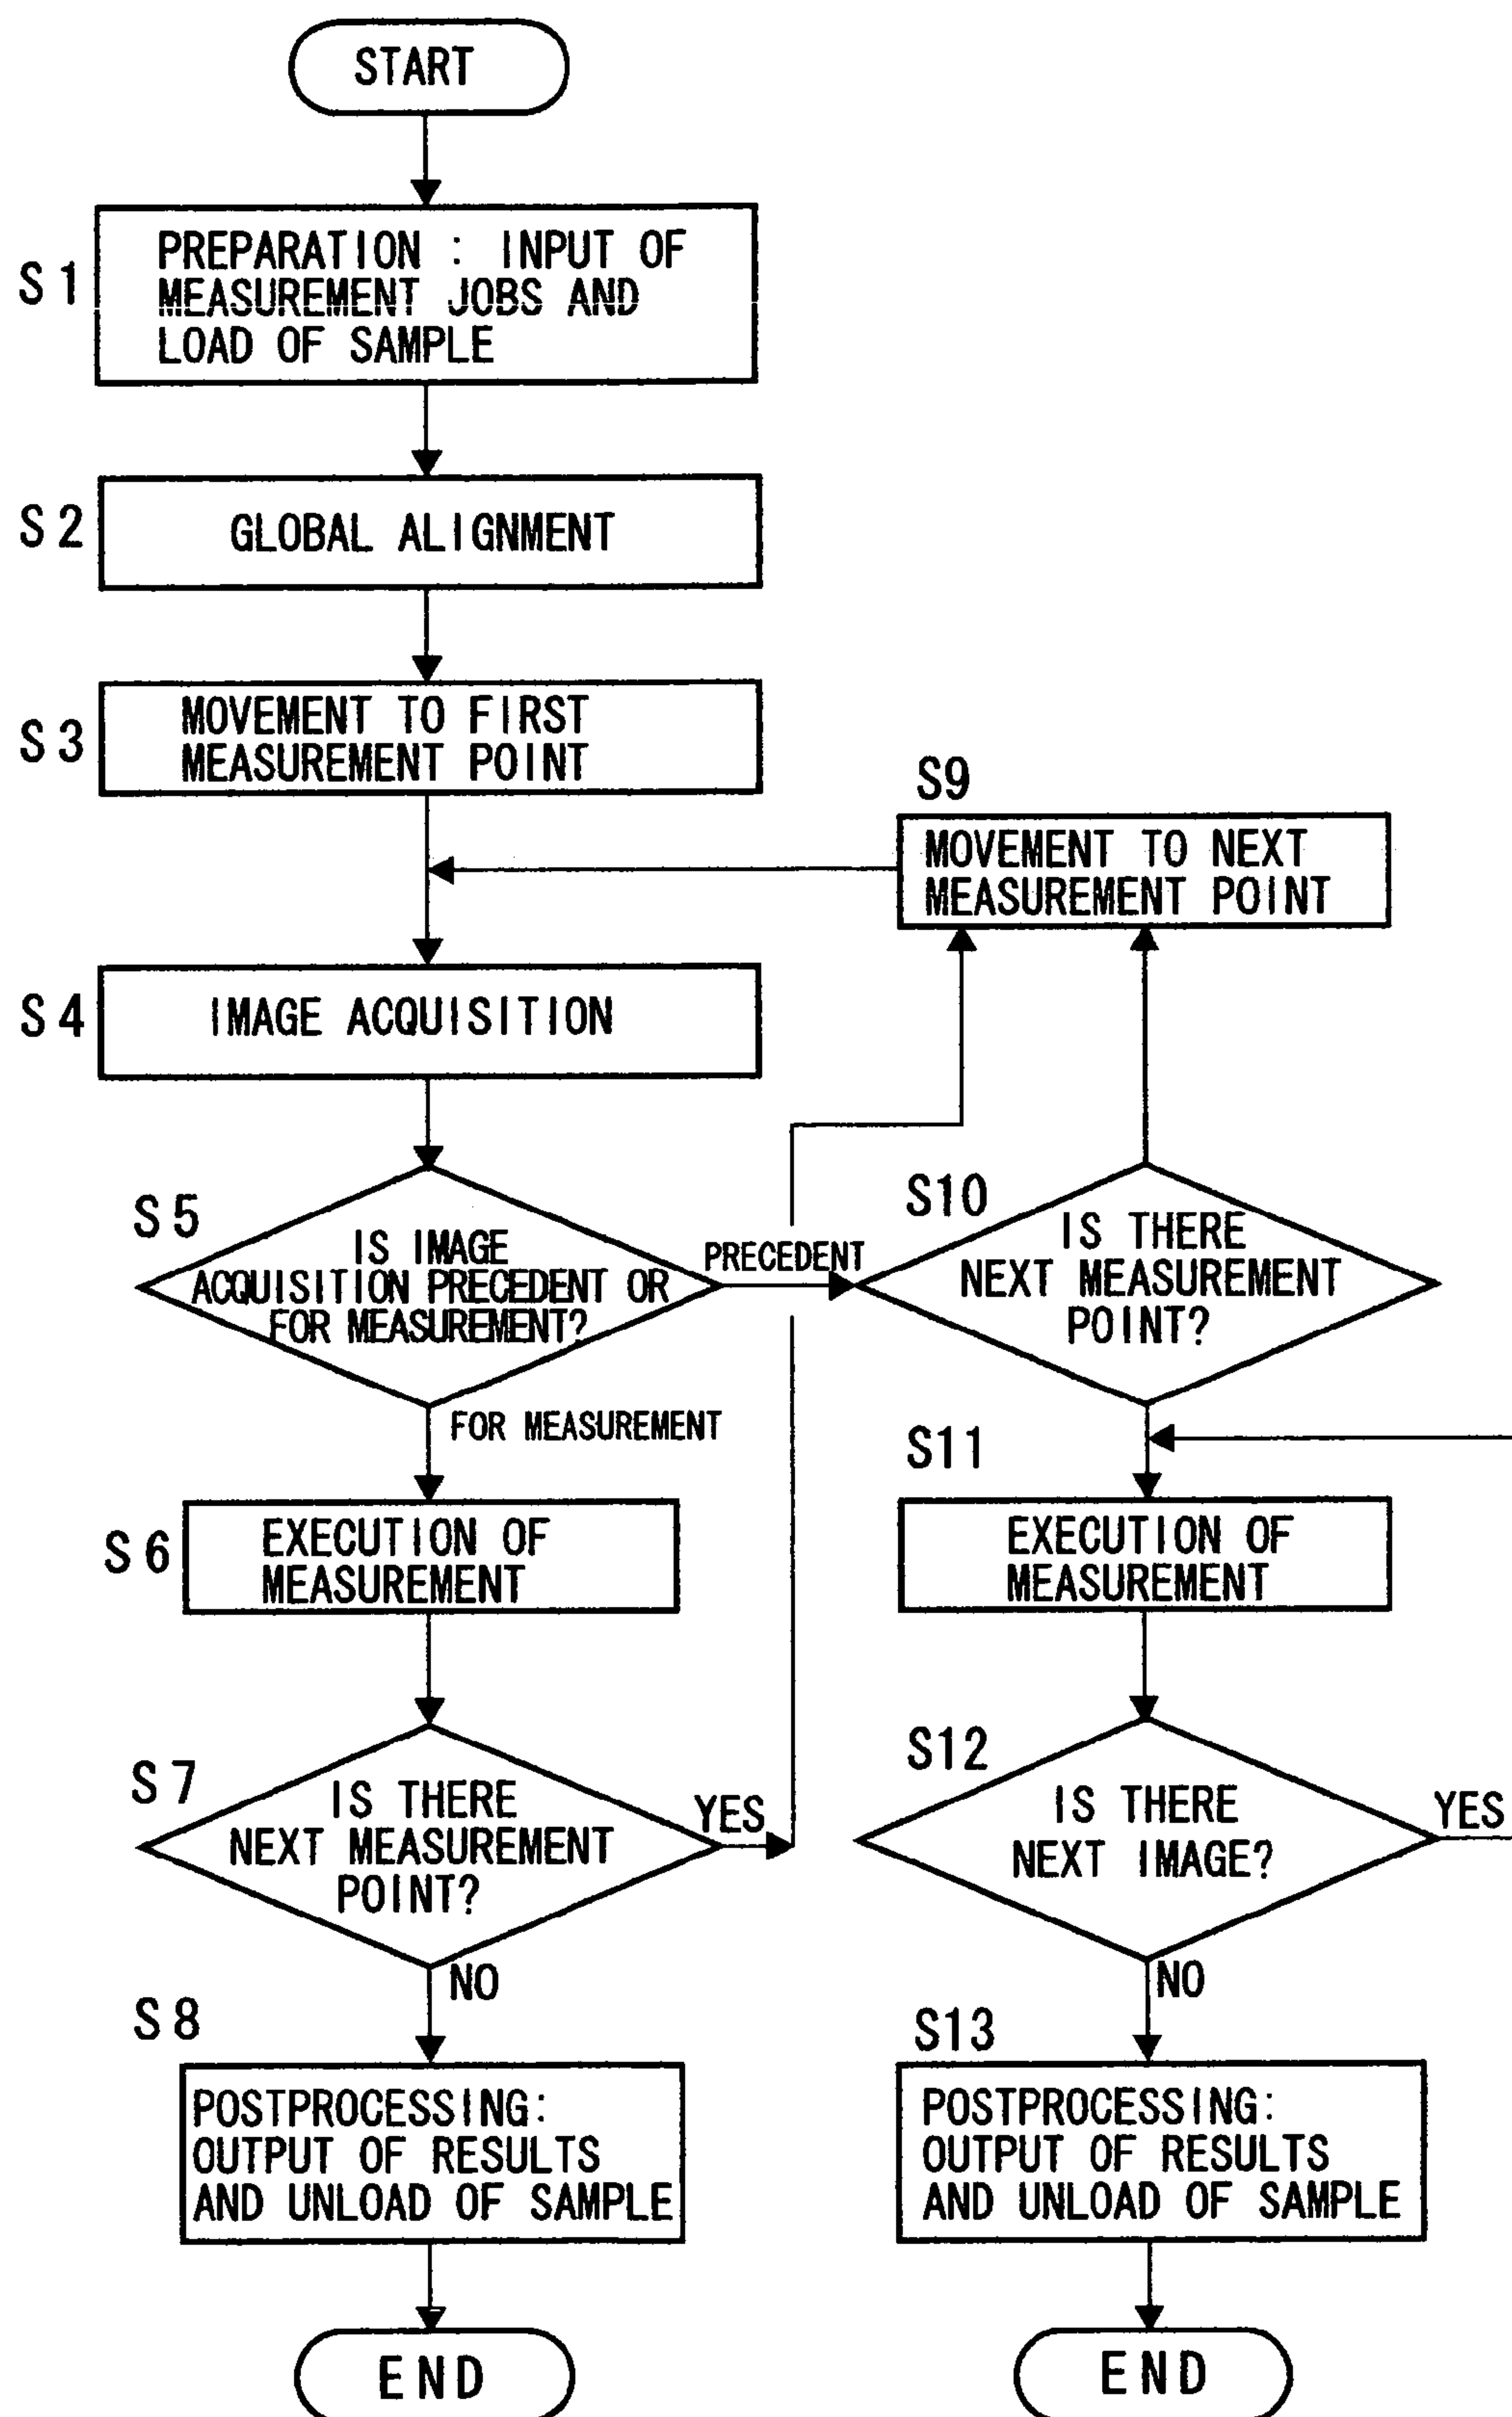 START
S1
PREPARATION : INPUT OF
MEASUREMENT JOBS AND
LOAD OF SAMPLE
S2
GLOBAL ALIGNMENT
S3
MOVEMENT TO FIRST
MEASUREMENT POINT
S9
MOVEMENT TO NEXT
MEASUREMENT POINT
S4
IMAGE ACQUISITION
S5
IS IMAGE
ACQUISITION PRECEDENT OR
FOR MEASUREMENT?
PRECEDENT
S10
IS THERE
NEXT MEASUREMENT
POINT?
FOR MEASUREMENT
S6
EXECUTION OF
MEASUREMENT
S11
EXECUTION OF
MEASUREMENT
S7
IS THERE
NEXT MEASUREMENT
POINT?
YES
S12
IS THERE
NEXT IMAGE?
YES
NO
NO
S8
POSTPROCESSING:
OUTPUT OF RESULTS
AND UNLOAD OF SAMPLE
S13
POSTPROCESSING:
OUTPUT OF RESULTS
AND UNLOAD OF SAMPLE
END
END